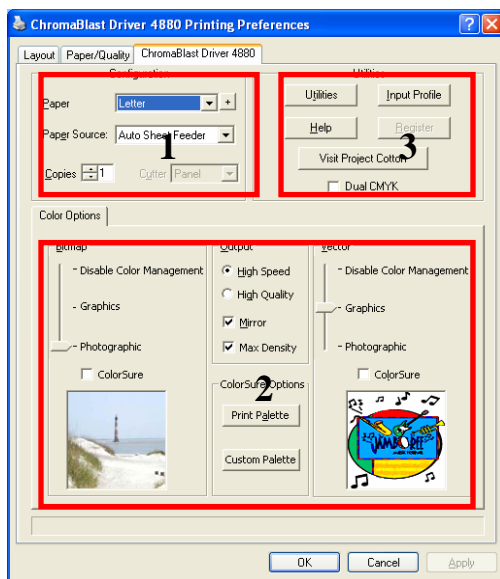 ChromaBlast Driver 4880 Printing Preferences
Layout Paper/Quality ChromaBlast Driver 4880
Configuration
Paper Letter +
Paper Source: Auto Sheet Feeder
1
Copies 1 Cutter Panel
Utilities
Utilities Input Profile
Help Register
3
Visit Project Cotton
Dual CMYK
Color Options
Bitmap
- Disable Color Management
- Graphics
- Photographic
ColorSure
Output
High Speed
High Quality
Mirror
Max Density
2
ColorSure Options
Print Palette
Custom Palette
Vector
- Disable Color Management
- Graphics
- Photographic
ColorSure
JAMBOREE
OK Cancel Apply